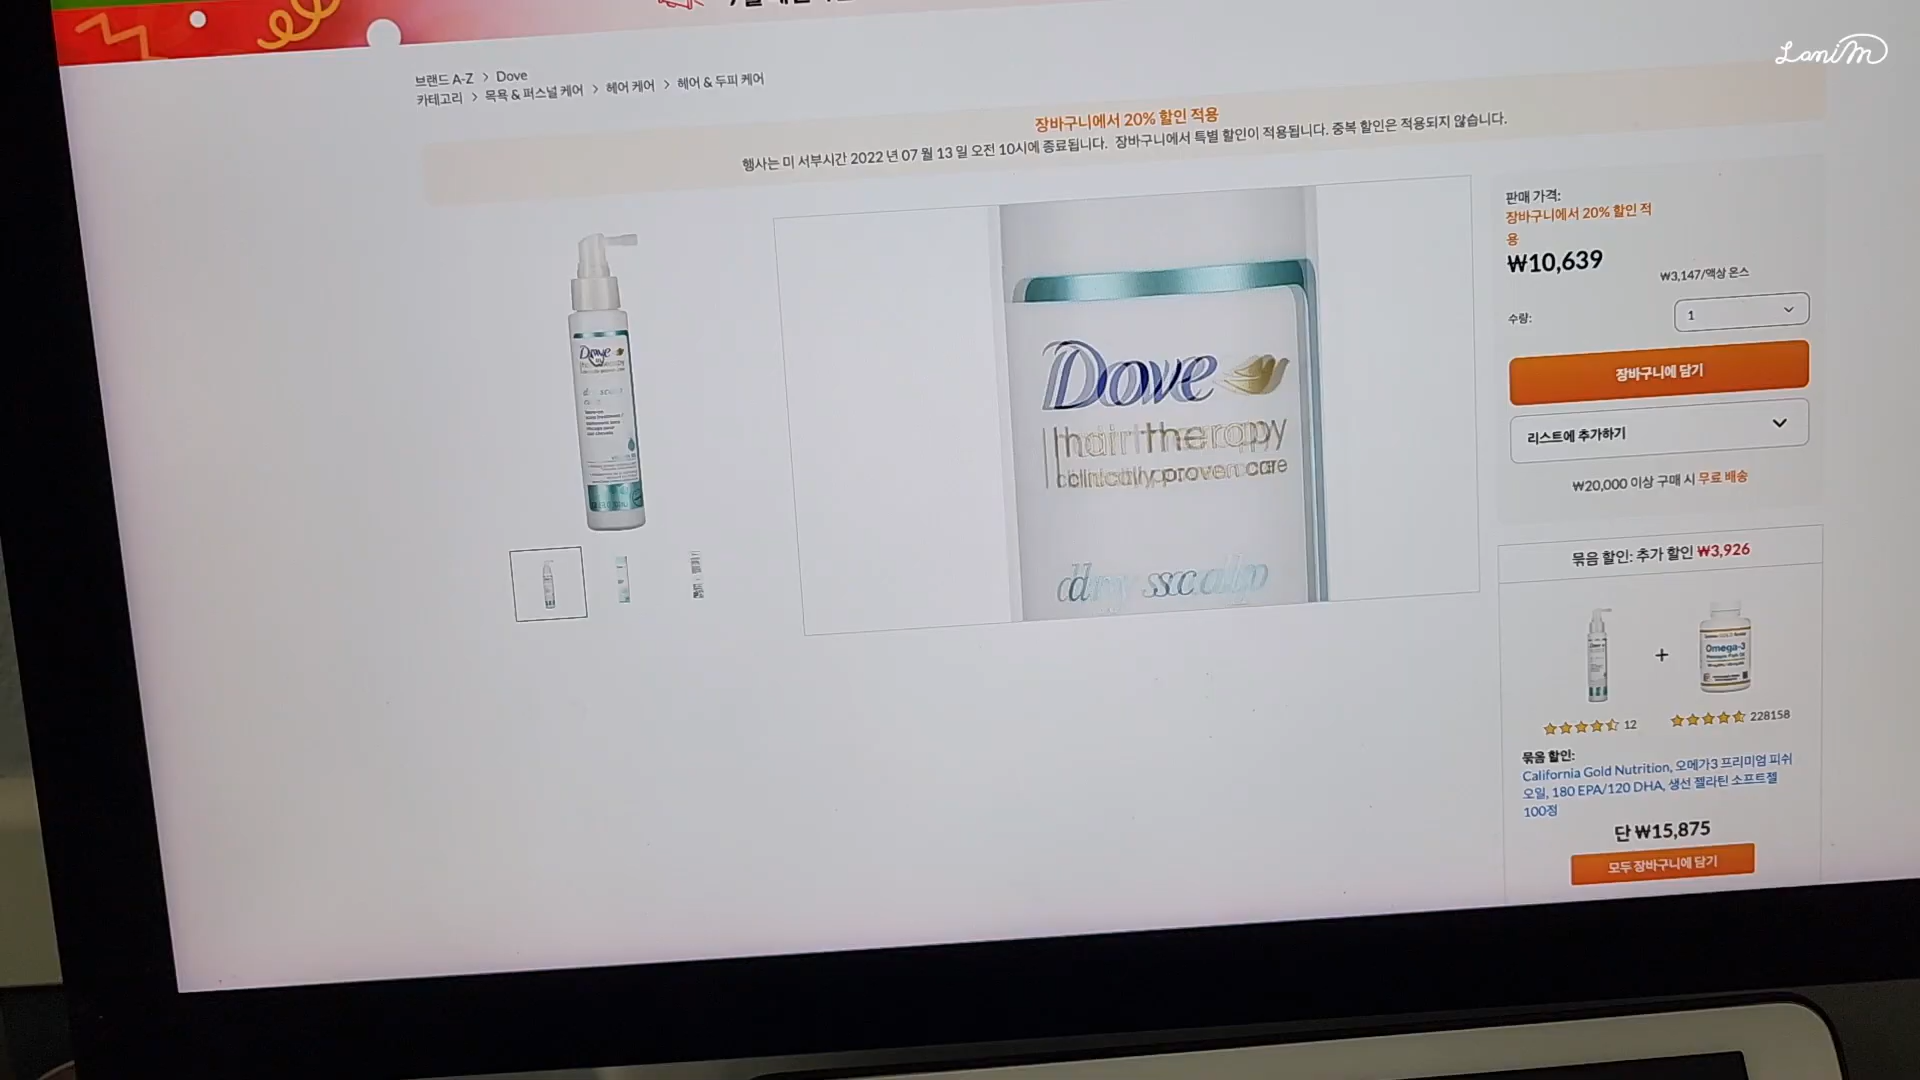 LaniM
브랜드 A-Z > Dove
카테고리 > 목욕 & 퍼스널 케어 > 헤어 케어 > 헤어 & 두피 케어
장바구니에서 20% 할인 적용
행사는 미 서부시간 2022 년 07 월 13 일 오전 10시에 종료됩니다. 장바구니에서 특별 할인이 적용됩니다. 중복 할인은 적용되지 않습니다.
Dove
Dove
hair therapy
clinically proven care
dry scalp
판매 가격:
장바구니에서 20% 할인 적
용
₩10,639
₩3,147/액상 온스
수량:
1
장바구니에 담기
리스트에 추가하기
₩20,000 이상 구매 시 무료 배송
묶음 할인: 추가 할인 ₩3,926
Dove
+
Omega-3
12
228158
묶음 할인:
California Gold Nutrition, 오메가3 프리미엄 피쉬
오일, 180 EPA/120 DHA, 생선 젤라틴 소프트젤
100정
단 ₩15,875
모두 장바구니에 담기